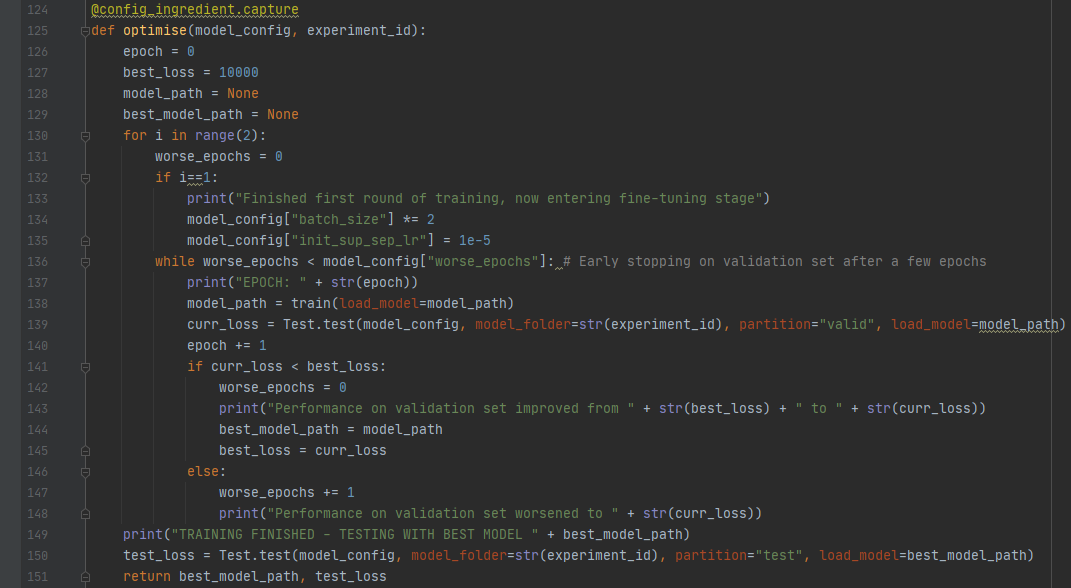 124 @config_ingredient.capture
125 def optimise(model_config, experiment_id):
126     epoch = 0
127     best_loss = 10000
128     model_path = None
129     best_model_path = None
130     for i in range(2):
131         worse_epochs = 0
132         if i==1:
133             print("Finished first round of training, now entering fine-tuning stage")
134             model_config["batch_size"] *= 2
135             model_config["init_sup_sep_lr"] = 1e-5
136         while worse_epochs < model_config["worse_epochs"]: # Early stopping on validation set after a few epochs
137             print("EPOCH: " + str(epoch))
138             model_path = train(load_model=model_path)
139             curr_loss = Test.test(model_config, model_folder=str(experiment_id), partition="valid", load_model=model_path)
140             epoch += 1
141             if curr_loss < best_loss:
142                 worse_epochs = 0
143                 print("Performance on validation set improved from " + str(best_loss) + " to " + str(curr_loss))
144                 best_model_path = model_path
145                 best_loss = curr_loss
146             else:
147                 worse_epochs += 1
148                 print("Performance on validation set worsened to " + str(curr_loss))
149     print("TRAINING FINISHED - TESTING WITH BEST MODEL " + best_model_path)
150     test_loss = Test.test(model_config, model_folder=str(experiment_id), partition="test", load_model=best_model_path)
151     return best_model_path, test_loss